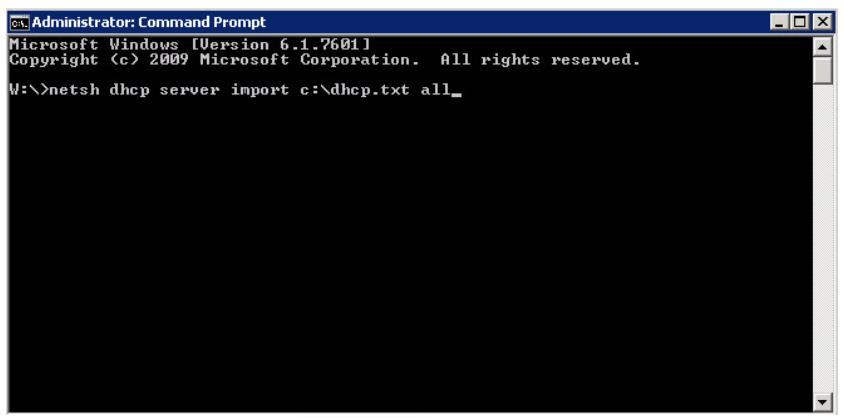 Administrator: Command Prompt
Microsoft Windows [Version 6.1.7601]
Copyright (c) 2009 Microsoft Corporation.  All rights reserved.
W:\>netsh dhcp server import c:\dhcp.txt all_